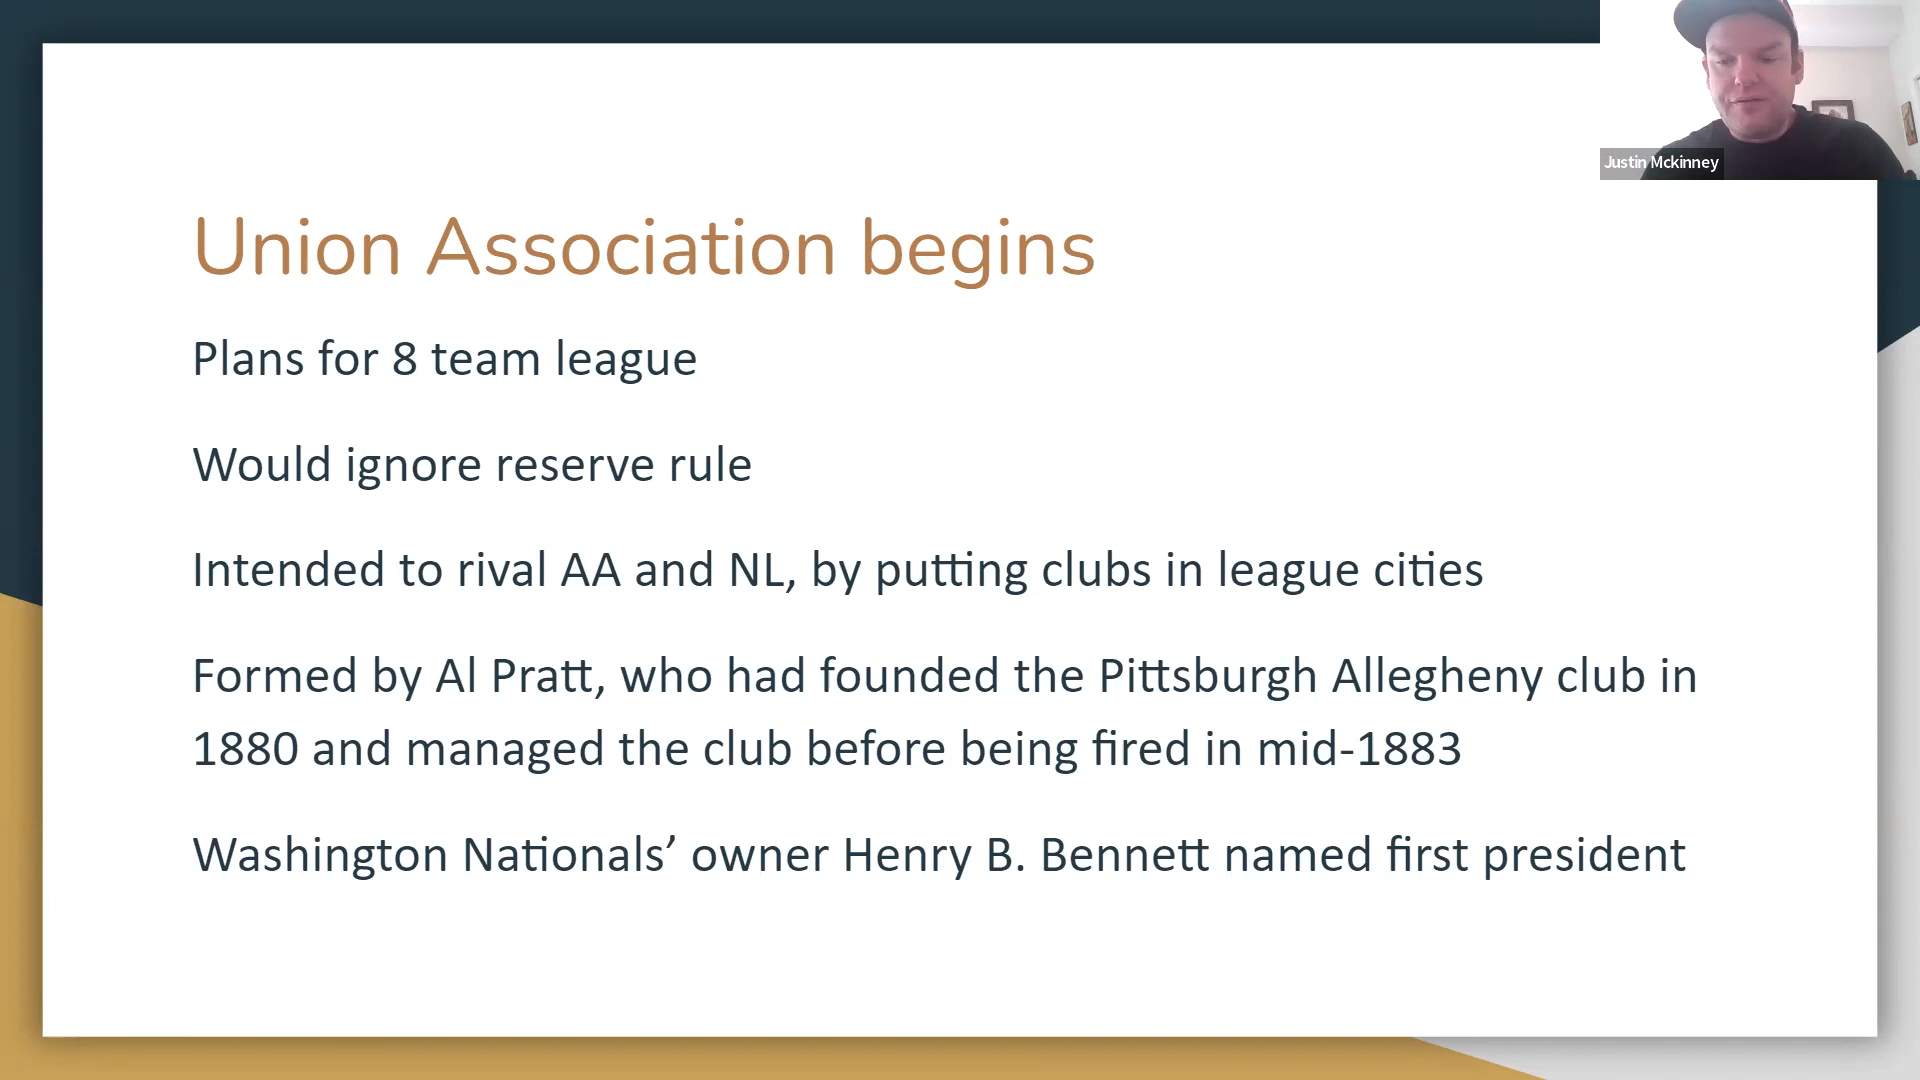 Justin Mckinney
Union Association begins
Plans for 8 team league
Would ignore reserve rule
Intended to rival AA and NL, by putting clubs in league cities
Formed by Al Pratt, who had founded the Pittsburgh Allegheny club in
1880 and managed the club before being fired in mid-1883
Washington Nationals’ owner Henry B. Bennett named first president